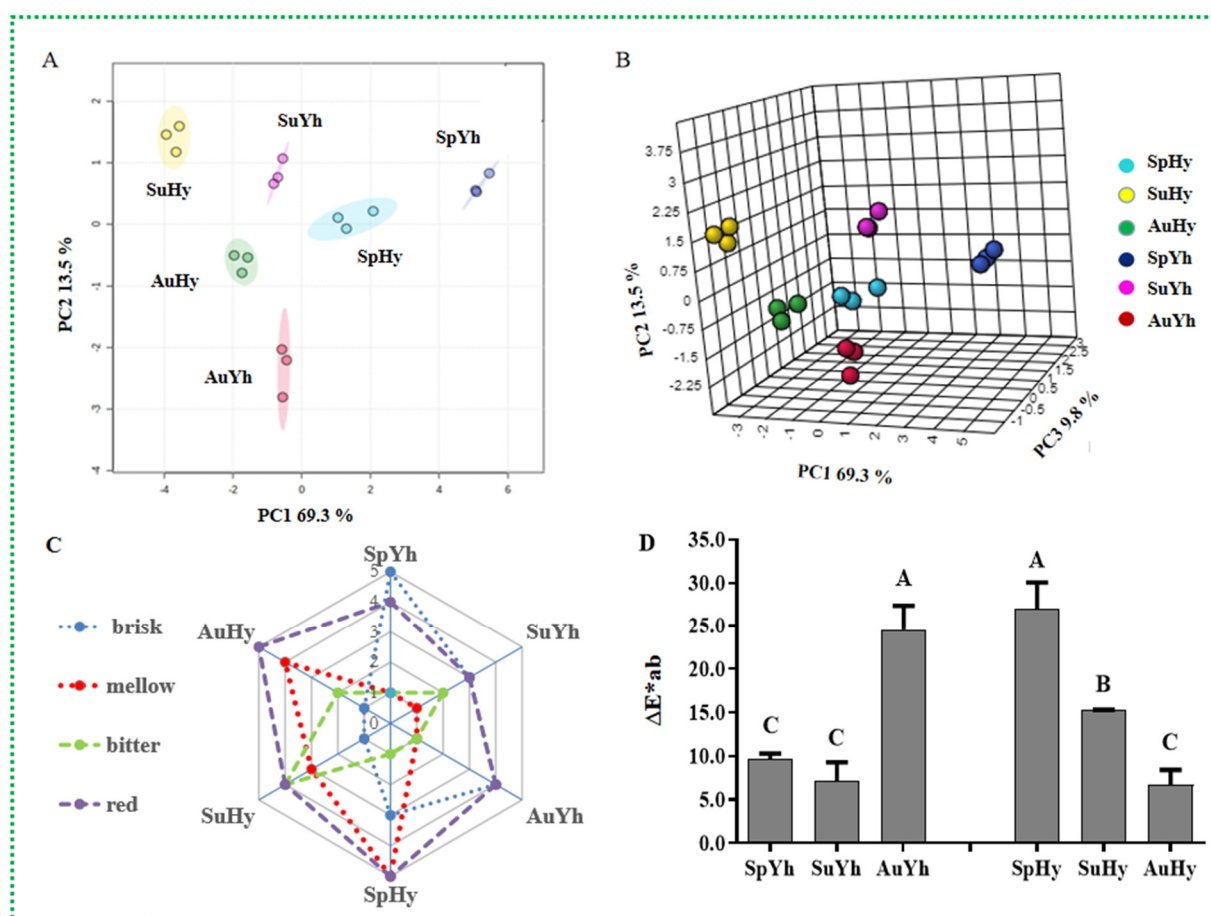 A
2
1
0
-1
-2
-3
-4
PC2 13.5 %
SuHy
SuYh
SpYh
SpHy
AuHy
AuYh
-4
-2
0
2
4
6
PC1 69.3 %
B
3.75
3
2.25
1.5
0.75
0
-0.75
-1.5
-2.25
PC2 13.5 %
-3
-2
-1
0
1
2
3
4
5
PC1 69.3 %
3
2.5
1.5
1
0.5
0
-0.5
-1
PC3 9.8 %
SpHy
SuHy
AuHy
SpYh
SuYh
AuYh
C
brisk
mellow
bitter
red
SpYh
SuYh
AuYh
SpHy
SuHy
AuHy
5
4
3
2
1
0
D
ΔE*ab
35.0
30.0
25.0
20.0
15.0
10.0
5.0
0.0
C
C
A
A
B
C
SpYh
SuYh
AuYh
SpHy
SuHy
AuHy